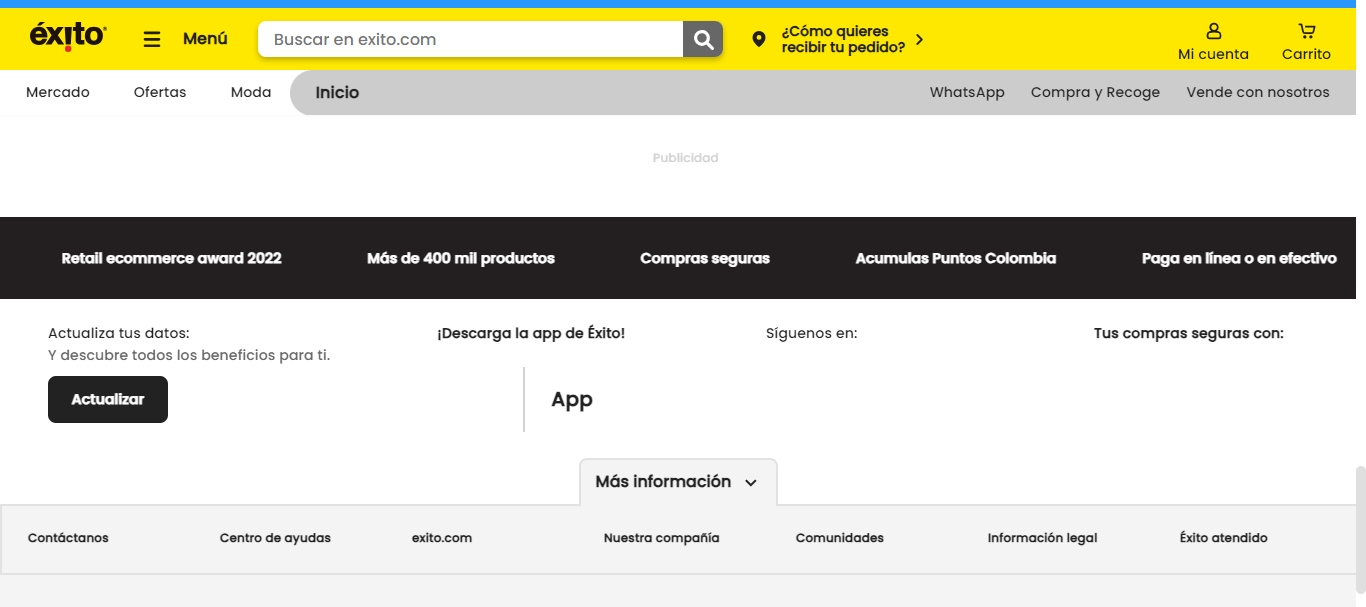 éxito
Menú
Buscar en exito.com
¿Cómo quieres
recibir tu pedido?
Mi cuenta
Carrito
Mercado
Ofertas
Moda
Inicio
WhatsApp
Compra y Recoge
Vende con nosotros
Publicidad
Retail ecommerce award 2022
Más de 400 mil productos
Compras seguras
Acumulas Puntos Colombia
Paga en línea o en efectivo
Actualiza tus datos:
Y descubre todos los beneficios para ti.
Actualizar
¡Descarga la app de Éxito!
App
Síguenos en:
Tus compras seguras con:
Más información
Contáctanos
Centro de ayudas
exito.com
Nuestra compañía
Comunidades
Información legal
Éxito atendido